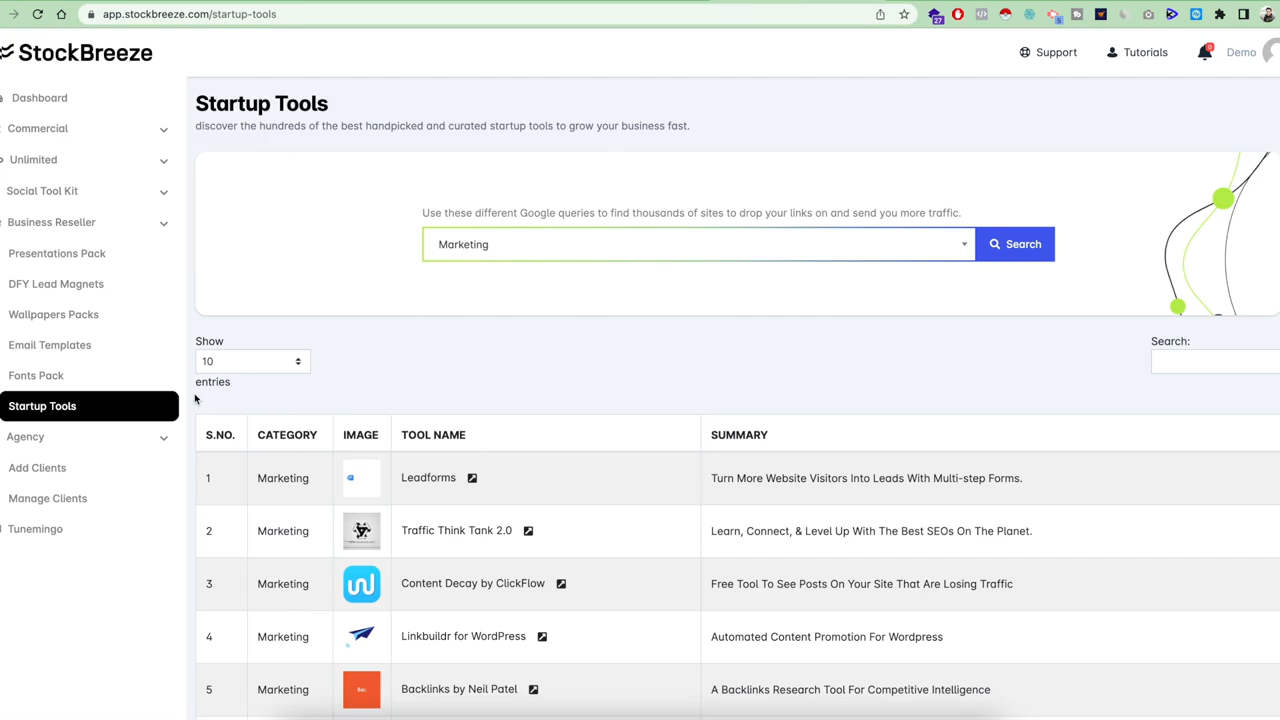 app.stockbreeze.com/startup-tools
27
5
StockBreeze
Support
Tutorials
Demo
Dashboard
Commercial
Unlimited
Social Tool Kit
Business Reseller
Presentations Pack
DFY Lead Magnets
Wallpapers Packs
Email Templates
Fonts Pack
Startup Tools
Agency
Add Clients
Manage Clients
Tunemingo
Startup Tools
discover the hundreds of the best handpicked and curated startup tools to grow your business fast.
Use these different Google queries to find thousands of sites to drop your links on and send you more traffic.
Marketing
Search
Show
10
entries
Search:
S.NO. CATEGORY IMAGE TOOL NAME SUMMARY
1 Marketing Leadforms Turn More Website Visitors Into Leads With Multi-step Forms.
2 Marketing Traffic Think Tank 2.0 Learn, Connect, & Level Up With The Best SEOs On The Planet.
3 Marketing Content Decay by ClickFlow Free Tool To See Posts On Your Site That Are Losing Traffic
4 Marketing Linkbuildr for WordPress Automated Content Promotion For Wordpress
5 Marketing Backlinks by Neil Patel A Backlinks Research Tool For Competitive Intelligence